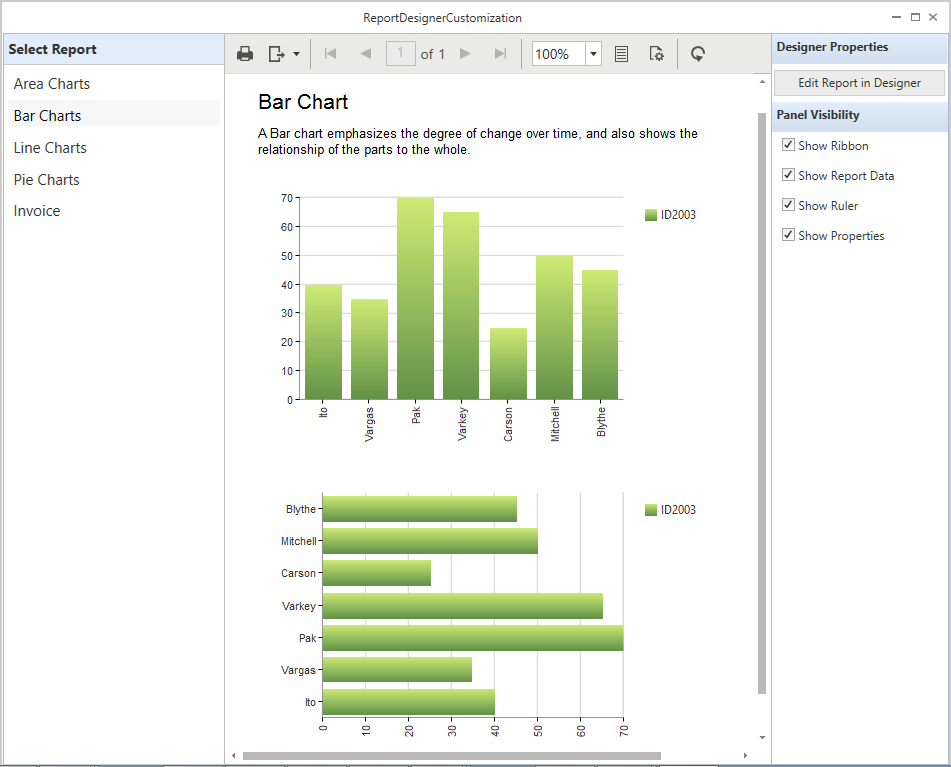 ReportDesignerCustomization
Select Report
Area Charts
Bar Charts
Line Charts
Pie Charts
Invoice
1 of 1
100%
Bar Chart
A Bar chart emphasizes the degree of change over time, and also shows the
relationship of the parts to the whole.
70
60
50
40
30
20
10
0
Ito
Vargas
Pak
Varkey
Carson
Mitchell
Blythe
ID2003
Blythe
Mitchell
Carson
Varkey
Pak
Vargas
Ito
0
10
20
30
40
50
60
70
ID2003
Designer Properties
Edit Report in Designer
Panel Visibility
Show Ribbon
Show Report Data
Show Ruler
Show Properties